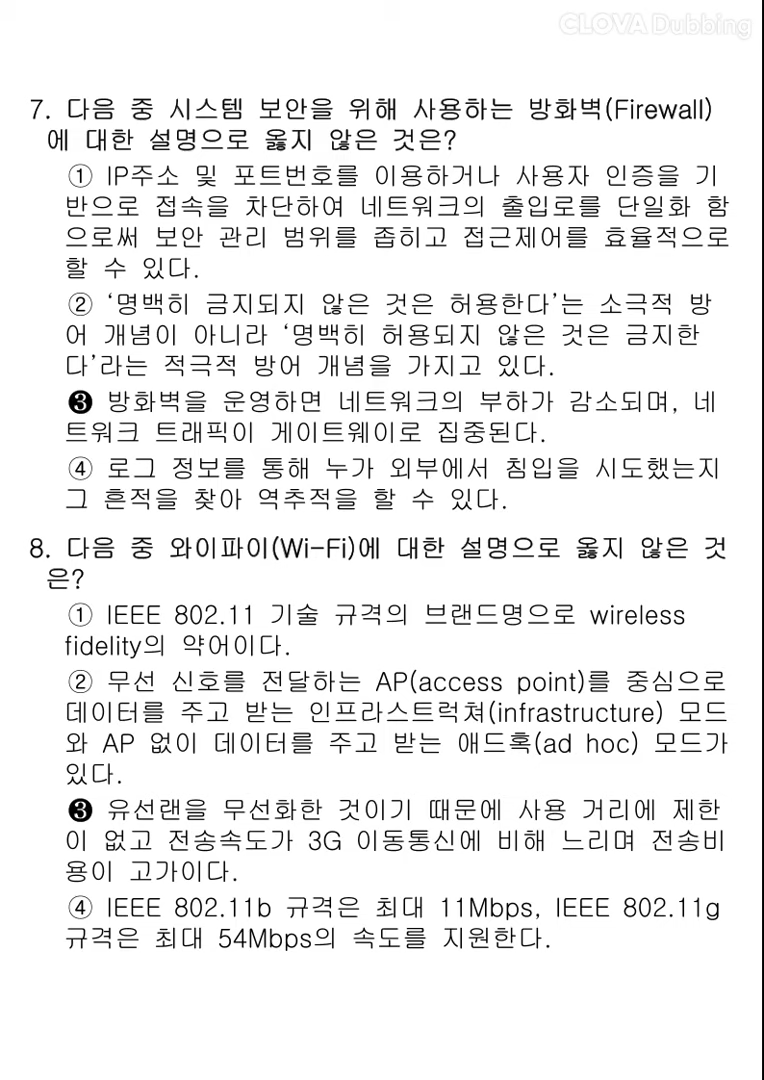 CLOVA Dubbing
7. 다음 중 시스템 보안을 위해 사용하는 방화벽(Firewall)
에 대한 설명으로 옳지 않은 것은?
① IP주소 및 포트번호를 이용하거나 사용자 인증을 기
반으로 접속을 차단하여 네트워크의 출입로를 단일화 함
으로써 보안 관리 범위를 좁히고 접근제어를 효율적으로
할 수 있다.
② ‘명백히 금지되지 않은 것은 허용한다’는 소극적 방
어 개념이 아니라 ‘명백히 허용되지 않은 것은 금지한
다’라는 적극적 방어 개념을 가지고 있다.
❸ 방화벽을 운영하면 네트워크의 부하가 감소되며, 네
트워크 트래픽이 게이트웨이로 집중된다.
④ 로그 정보를 통해 누가 외부에서 침입을 시도했는지
그 흔적을 찾아 역추적을 할 수 있다.
8. 다음 중 와이파이(Wi-Fi)에 대한 설명으로 옳지 않은 것
은?
① IEEE 802.11 기술 규격의 브랜드명으로 wireless
fidelity의 약어이다.
② 무선 신호를 전달하는 AP(access point)를 중심으로
데이터를 주고 받는 인프라스트럭쳐(infrastructure) 모드
와 AP 없이 데이터를 주고 받는 애드혹(ad hoc) 모드가
있다.
❸ 유선랜을 무선화한 것이기 때문에 사용 거리에 제한
이 없고 전송속도가 3G 이동통신에 비해 느리며 전송비
용이 고가이다.
④ IEEE 802.11b 규격은 최대 11Mbps, IEEE 802.11g
규격은 최대 54Mbps의 속도를 지원한다.